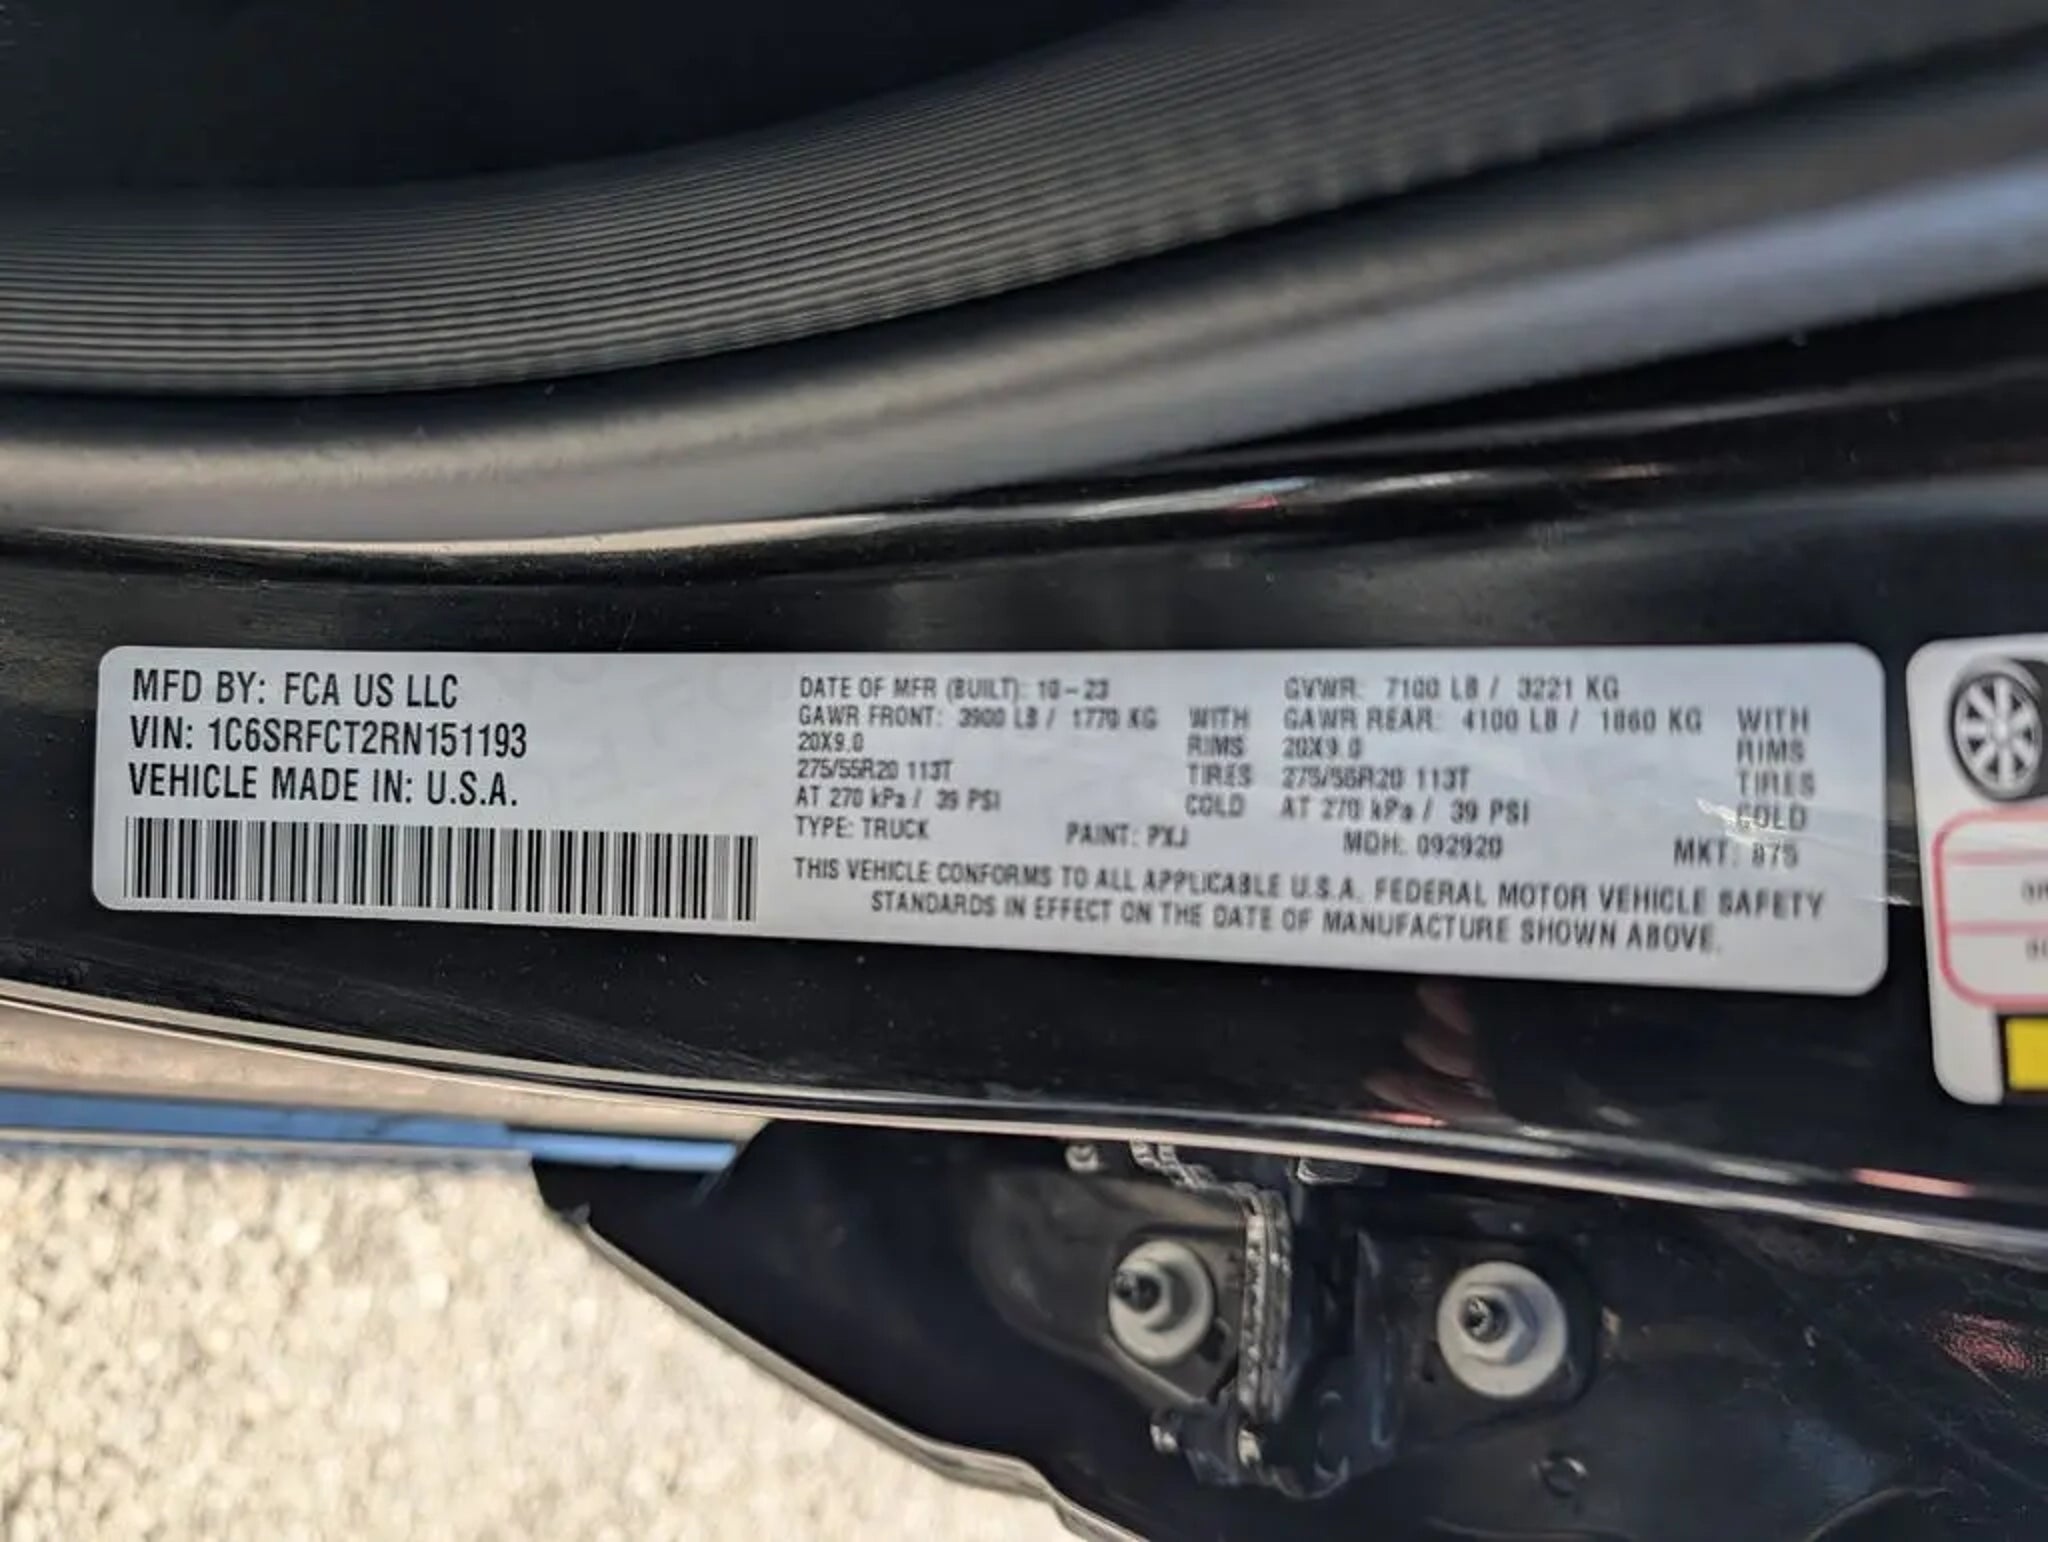 MFD BY: FCA US LLC
VIN: 1C6SRFCT2RN151193
VEHICLE MADE IN: U.S.A.
DATE OF MFR (BUILT): 10-23 GVWR: 7100 LB / 3221 KG
GAWR FRONT: 3900 LB / 1770 KG WITH GAWR REAR: 4100 LB / 1860 KG WITH
20X9.0 RIMS 20X9.0 RIMS
275/55R20 113T TIRES 275/55R20 113T TIRES
AT 270 kPa / 39 PSI COLD AT 270 kPa / 39 PSI COLD
TYPE: TRUCK PAINT: PXJ MDH: 092920 MKT: 875
THIS VEHICLE CONFORMS TO ALL APPLICABLE U.S.A. FEDERAL MOTOR VEHICLE SAFETY
STANDARDS IN EFFECT ON THE DATE OF MANUFACTURE SHOWN ABOVE.